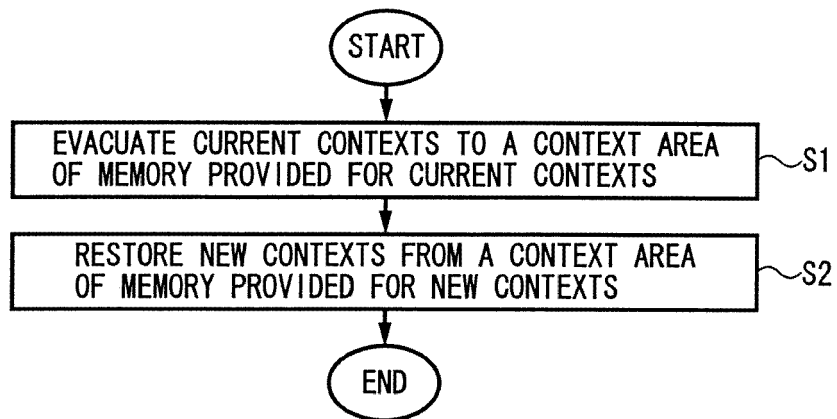 START
EVACUATE CURRENT CONTEXTS TO A CONTEXT AREA
OF MEMORY PROVIDED FOR CURRENT CONTEXTS
S1
RESTORE NEW CONTEXTS FROM A CONTEXT AREA
OF MEMORY PROVIDED FOR NEW CONTEXTS
S2
END